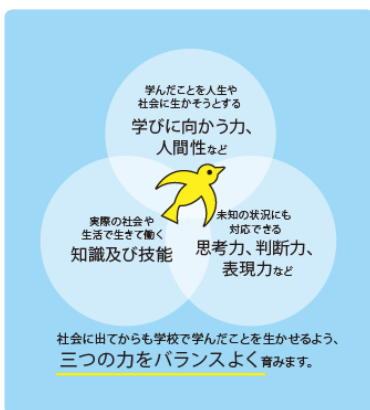 学んだことを人生や
社会に生かそうとする
学びに向かう力、
人間性など
実際の社会や
生活で生きて働く
知識及び技能
未知の状況にも
対応できる
思考力、判断力、
表現力など
社会に出てからも学校で学んだことを生かせるよう、
三つの力をバランスよく育みます。